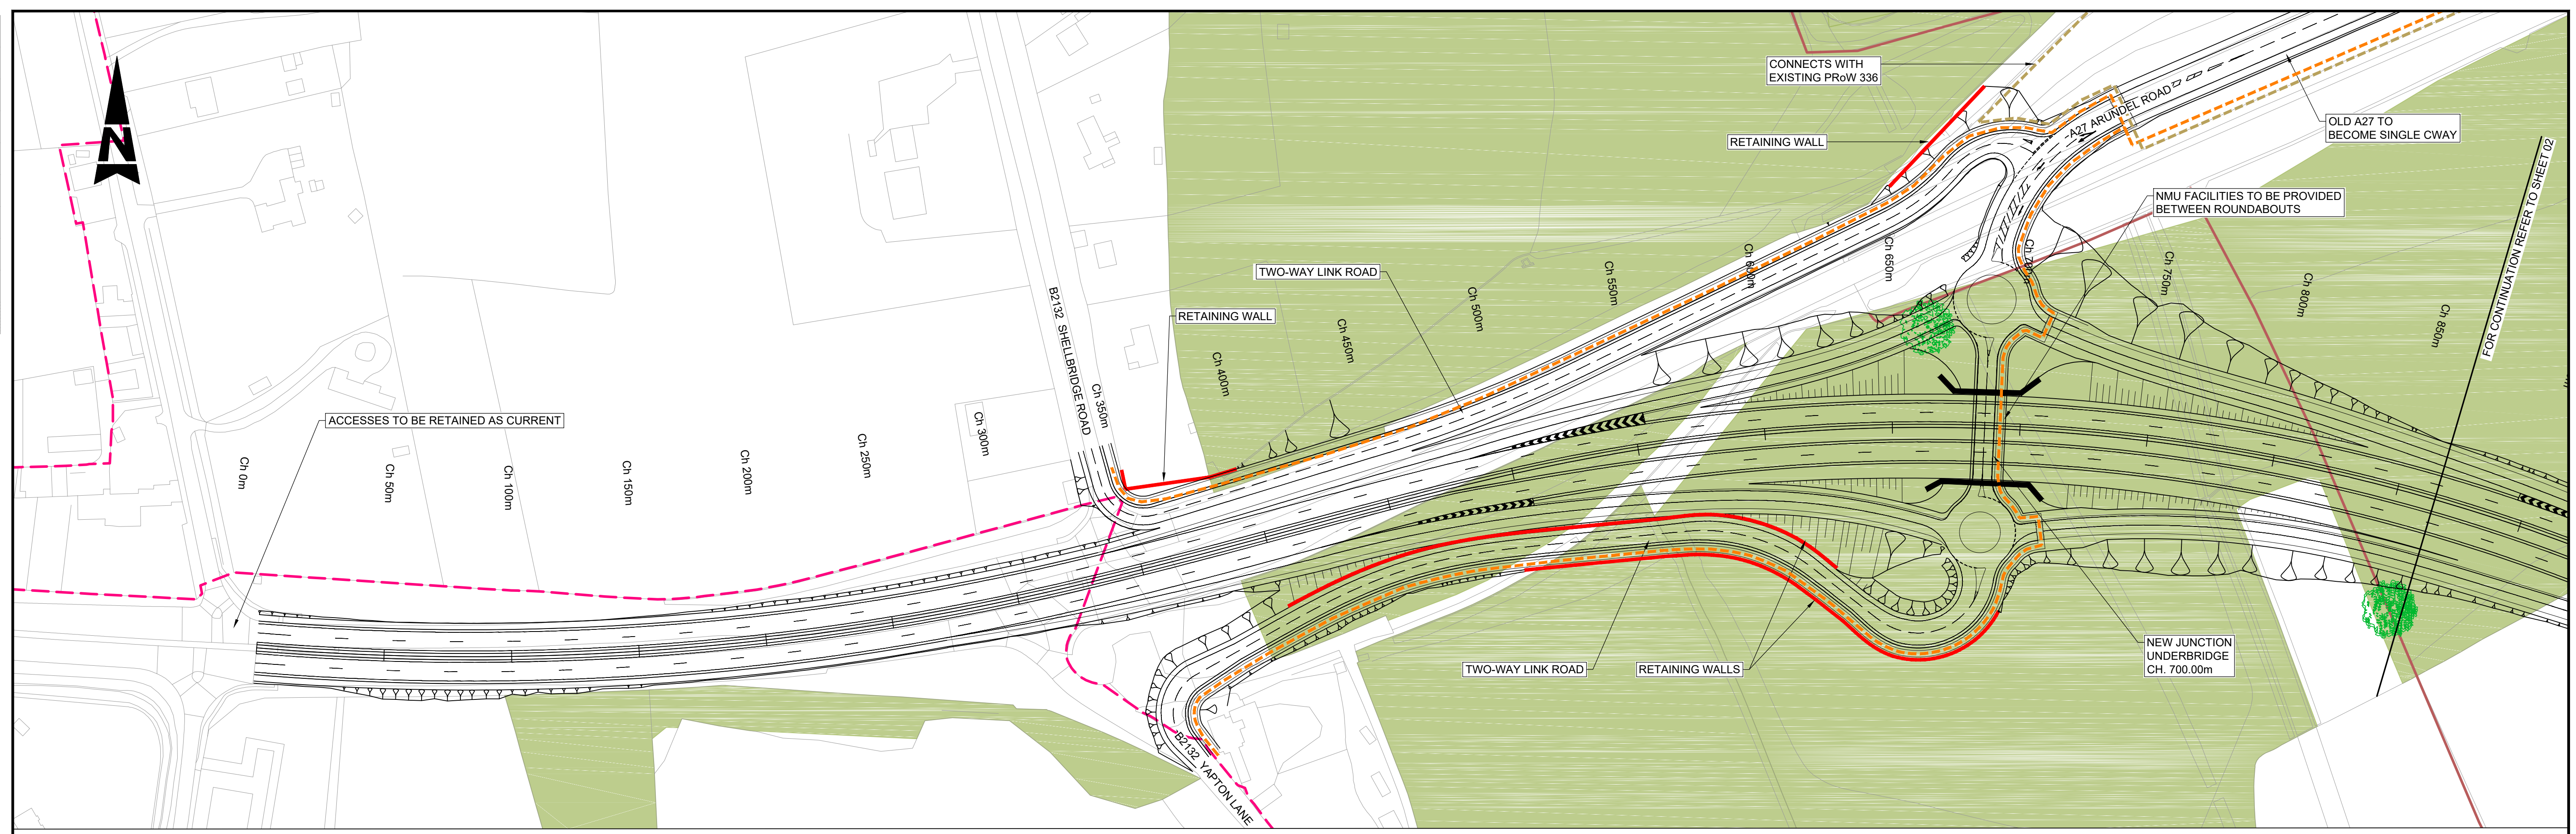 N
CONNECTS WITH
EXISTING PRoW 336
RETAINING WALL
A27 ARUNDEL ROAD
OLD A27 TO
BECOME SINGLE CWAY
FOR CONTINUATION REFER TO SHEET 02
NMU FACILITIES TO BE PROVIDED
BETWEEN ROUNDABOUTS
TWO-WAY LINK ROAD
RETAINING WALL
B2132 SHELLBRIDGE ROAD
ACCESSES TO BE RETAINED AS CURRENT
Ch 0m
Ch 50m
Ch 100m
Ch 150m
Ch 200m
Ch 250m
Ch 300m
Ch 350m
Ch 400m
Ch 450m
Ch 500m
Ch 550m
Ch 600m
Ch 650m
Ch 700m
Ch 750m
Ch 800m
Ch 850m
TWO-WAY LINK ROAD
RETAINING WALLS
NEW JUNCTION
UNDERBRIDGE
CH. 700.00m
B2132 YAPTON LANE